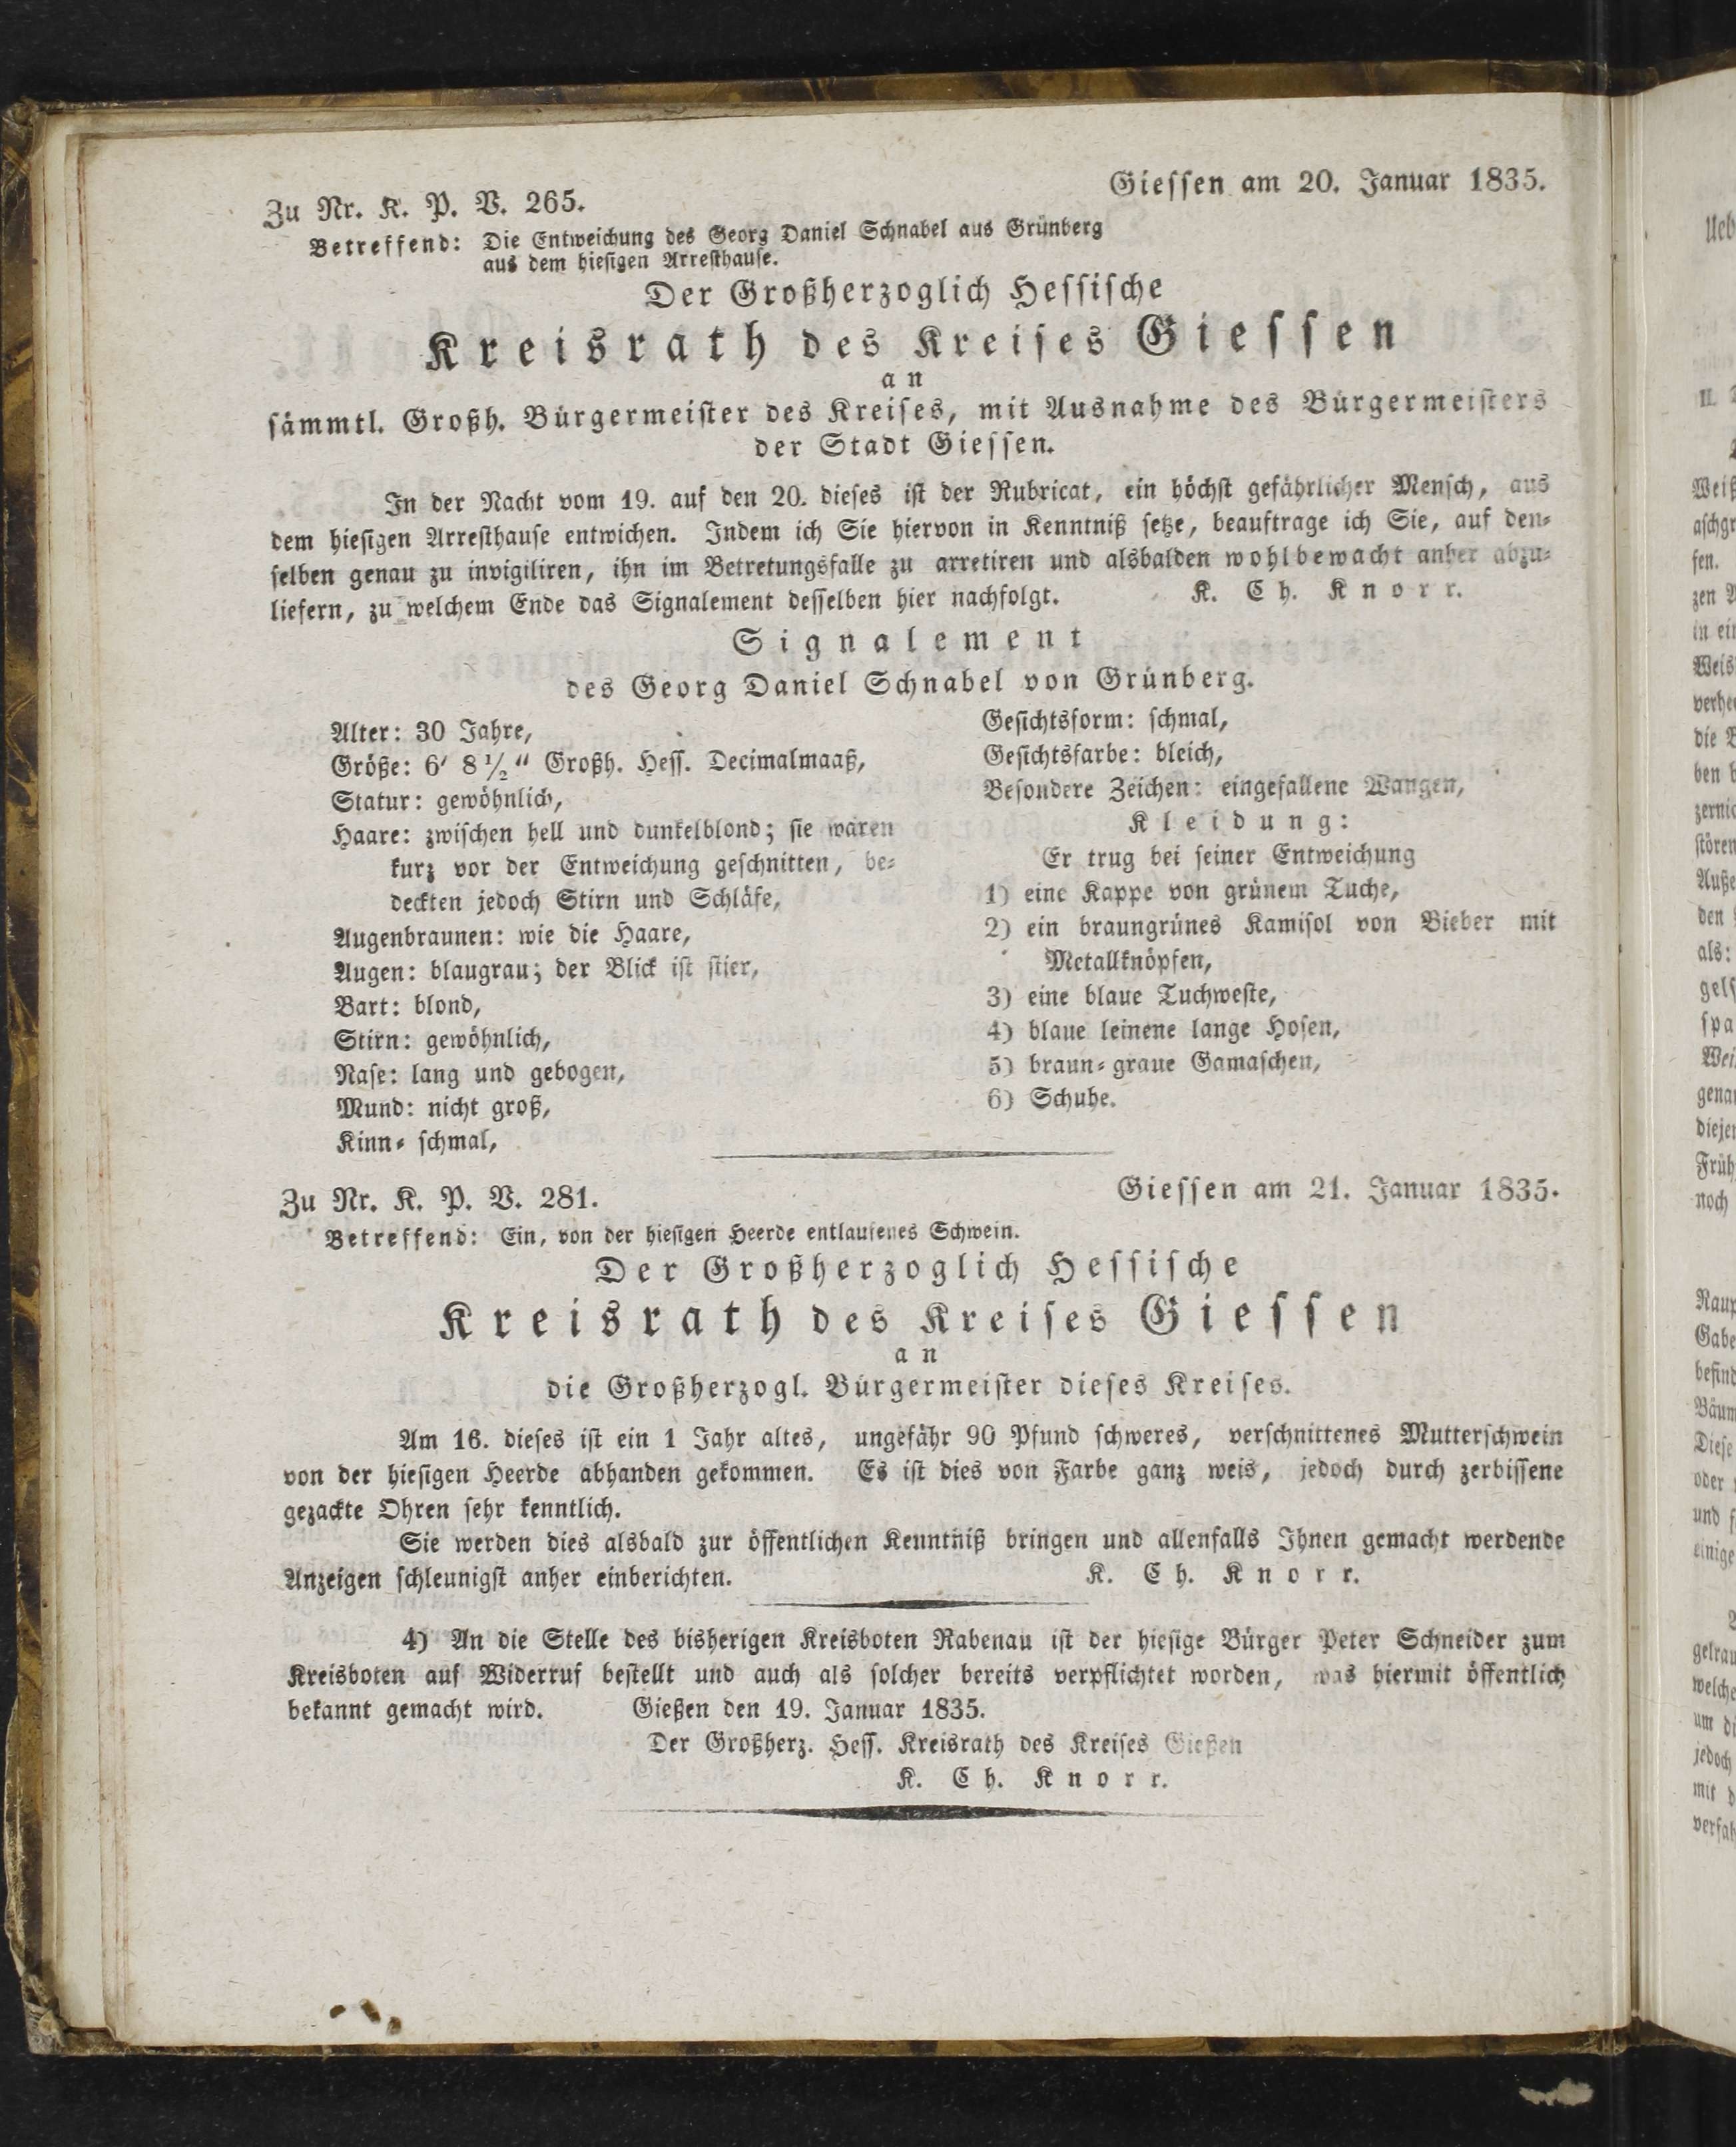 Zu Nr. K. P. V. 265.
Giessen am 20. Januar 1835.
Betreffend: Die Entweichung des Georg Daniel Schnabel aus Grünberg
aus dem hiesigen Arresthause.
Der Großherzoglich Hessische
Kreisrath des Kreises Giessen
an
sämmtl. Großh. Bürgermeister des Kreises, mit Ausnahme des Bürgermeisters
der Stadt Giessen.
In der Nacht vom 19. auf den 20. dieses ist der Rubricat, ein höchst gefährlicher Mensch, aus
dem hiesigen Arresthause entwichen. Indem ich Sie hiervon in Kenntniß setze, beauftrage ich Sie, auf den-
selben genau zu invigiliren, ihn im Betretungsfalle zu arretiren und alsbalden wohlbewacht anher abzu-
liefern, zu welchem Ende das Signalement desselben hier nachfolgt. K. Ch. Knorr.
Signalement
des Georg Daniel Schnabel von Grünberg.
Alter: 30 Jahre,
Größe: 6' 8½" Großh. Hess. Decimalmaaß,
Statur: gewöhnlich,
Haare: zwischen hell und dunkelblond; sie waren
kurz vor der Entweichung geschnitten, be-
deckten jedoch Stirn und Schläfe,
Augenbraunen: wie die Haare,
Augen: blaugrau; der Blick ist stier,
Bart: blond,
Stirn: gewöhnlich,
Nase: lang und gebogen,
Mund: nicht groß,
Kinn- schmal,
Gesichtsform: schmal,
Gesichtsfarbe: bleich,
Besondere Zeichen: eingefallene Wangen,
Kleidung:
Er trug bei seiner Entweichung
1) eine Kappe von grünem Tuche,
2) ein braungrünes Kamisol von Bieber mit
Metallknöpfen,
3) eine blaue Tuchweste,
4) blaue leinene lange Hosen,
5) braun-graue Gamaschen,
6) Schuhe.
Zu Nr. K. P. V. 281.
Giessen am 21. Januar 1835.
Betreffend: Ein, von der hiesigen Heerde entlaufenes Schwein.
Der Großherzoglich Hessische
Kreisrath des Kreises Giessen
an
die Großherzogl. Bürgermeister dieses Kreises.
Am 16. dieses ist ein 1 Jahr altes, ungefähr 90 Pfund schweres, verschnittenes Mutterschwein
von der hiesigen Heerde abhanden gekommen. Es ist dies von Farbe ganz weis, jedoch durch zerbissene
gezackte Ohren sehr kenntlich.
Sie werden dies alsbald zur öffentlichen Kenntniß bringen und allenfalls Ihnen gemacht werdende
Anzeigen schleunigst anher einberichten. K. Ch. Knorr.
4) An die Stelle des bisherigen Kreisboten Rabenau ist der hiesige Bürger Peter Schneider zum
Kreisboten auf Widerruf bestellt und auch als solcher bereits verpflichtet worden, was hiermit öffentlich
bekannt gemacht wird. Gießen den 19. Januar 1835.
Der Großherz. Hess. Kreisrath des Kreises Gießen
K. Ch. Knorr.